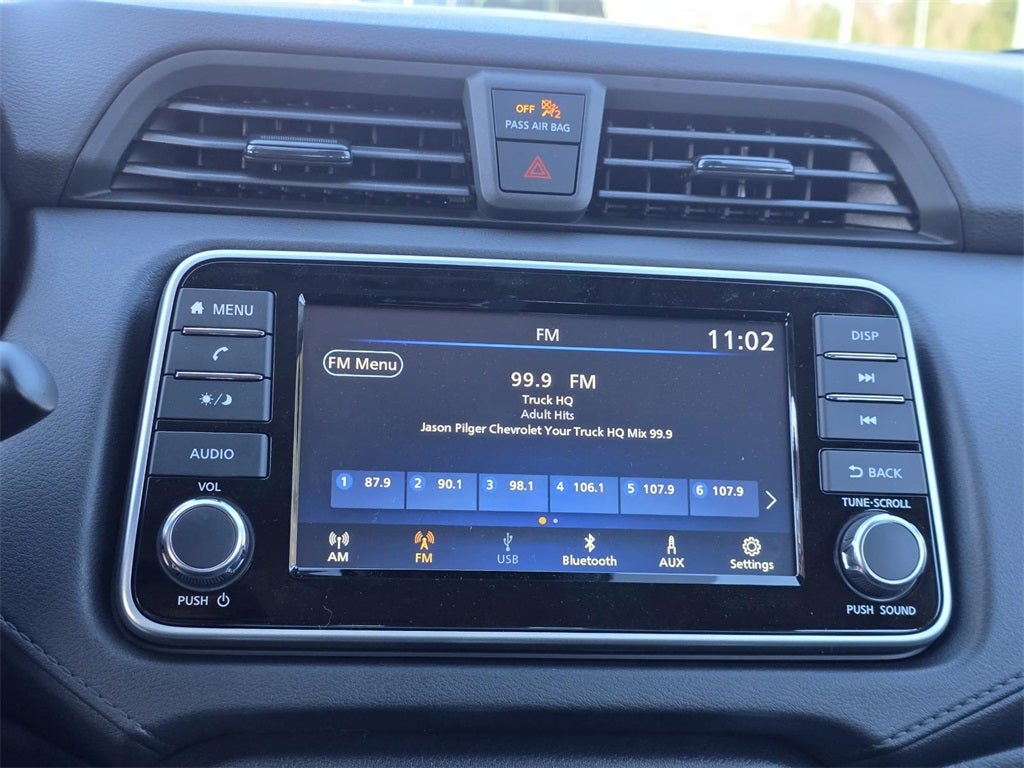 OFF 2
PASS AIR BAG
MENU
AUDIO
VOL
PUSH
FM 11:02
FM Menu
99.9 FM
Truck HQ
Adult Hits
Jason Pilger Chevrolet Your Truck HQ Mix 99.9
1 87.9 2 90.1 3 98.1 4 106.1 5 107.9 6 107.9
AM FM USB Bluetooth AUX Settings
DISP
BACK
TUNE·SCROLL
PUSH SOUND